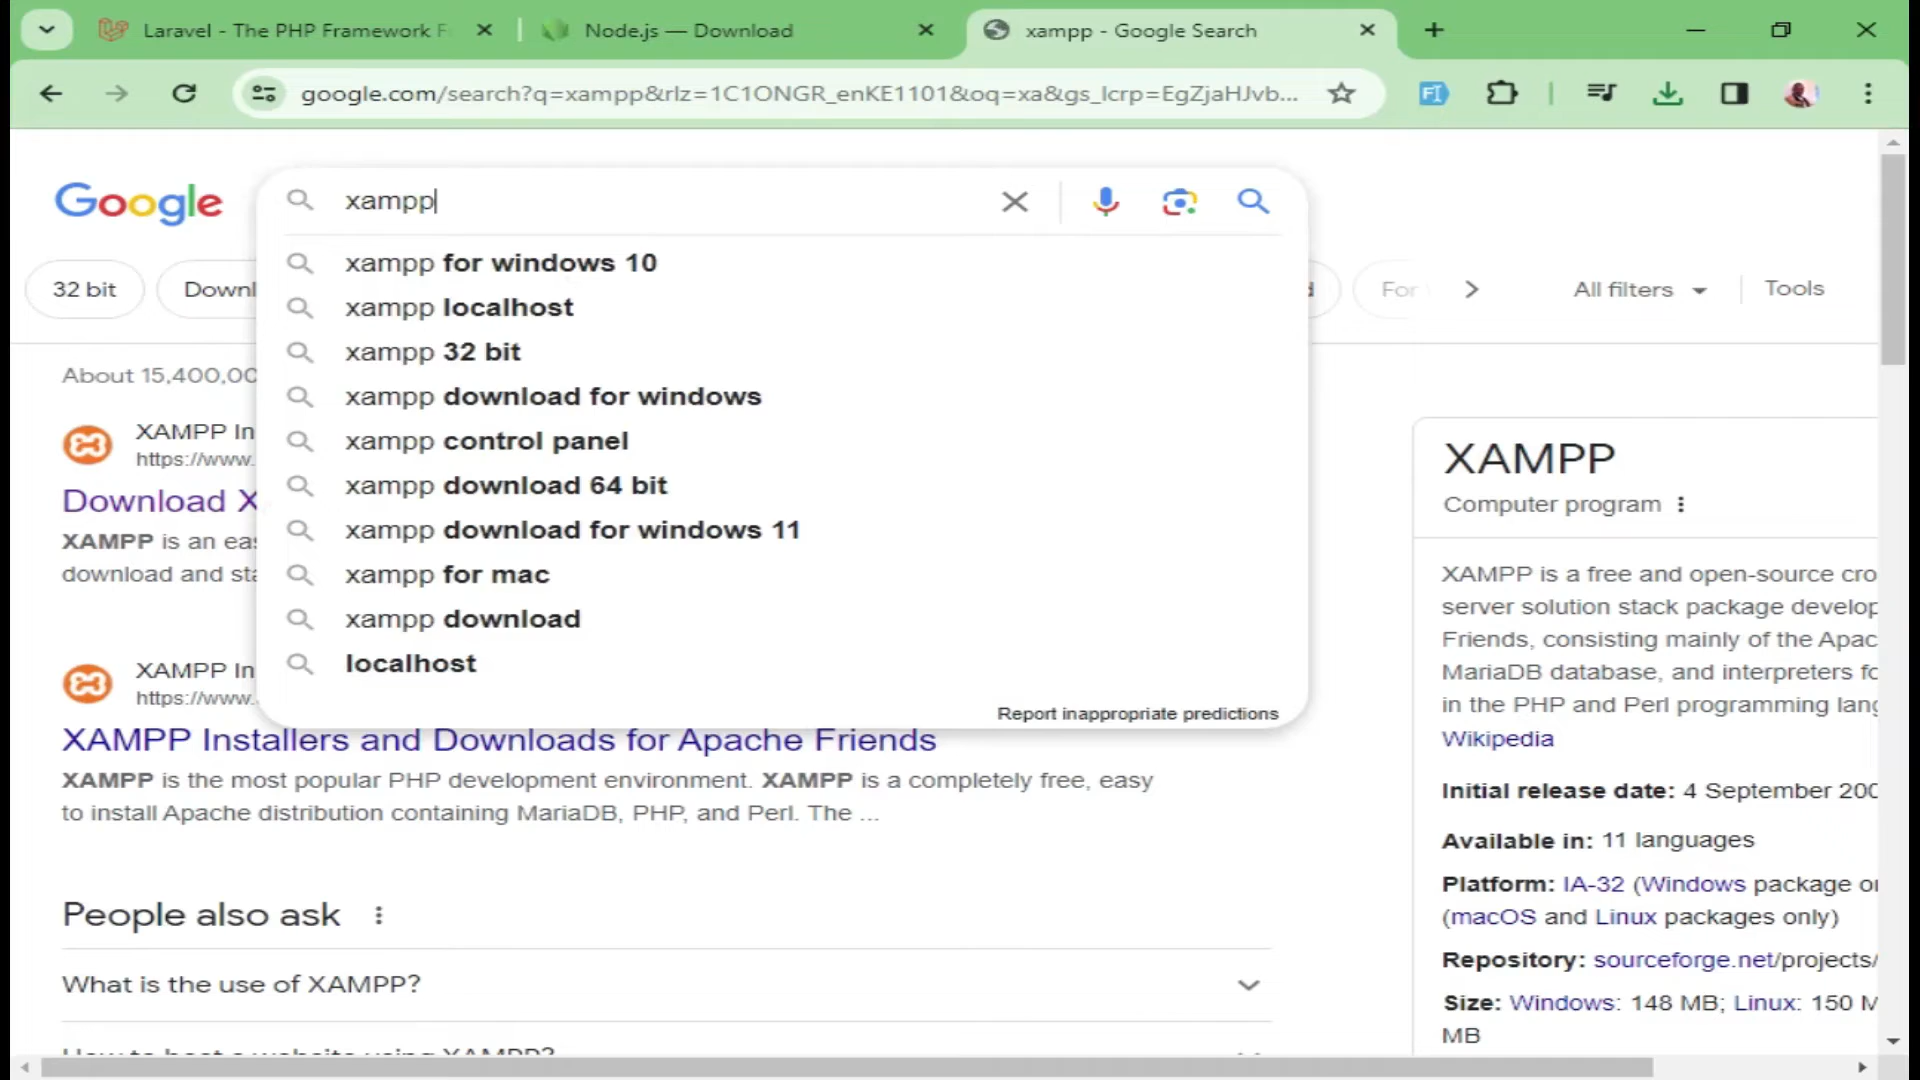 Laravel - The PHP Framework F
Node.js — Download
xampp - Google Search
google.com/search?q=xampp&rlz=1C1ONGR_enKE1101&oq=xa&gs_lcrp=EgZjaHJvb...
Google
xampp
xampp for windows 10
xampp localhost
xampp 32 bit
xampp download for windows
xampp control panel
xampp download 64 bit
xampp download for windows 11
xampp for mac
xampp download
localhost
Report inappropriate predictions
32 bit
Downl
For
All filters
Tools
About 15,400,00
XAMPP In
https://www.
Download X
XAMPP is an eas
download and sta
XAMPP In
https://www.
XAMPP Installers and Downloads for Apache Friends
XAMPP is the most popular PHP development environment. XAMPP is a completely free, easy
to install Apache distribution containing MariaDB, PHP, and Perl. The ...
People also ask
What is the use of XAMPP?
How to host a website using XAMPP?
XAMPP
Computer program
XAMPP is a free and open-source cro
server solution stack package develop
Friends, consisting mainly of the Apac
MariaDB database, and interpreters fo
in the PHP and Perl programming lang
Wikipedia
Initial release date: 4 September 200
Available in: 11 languages
Platform: IA-32 (Windows package on
(macOS and Linux packages only)
Repository: sourceforge.net/projects/
Size: Windows: 148 MB; Linux: 150 M
MB